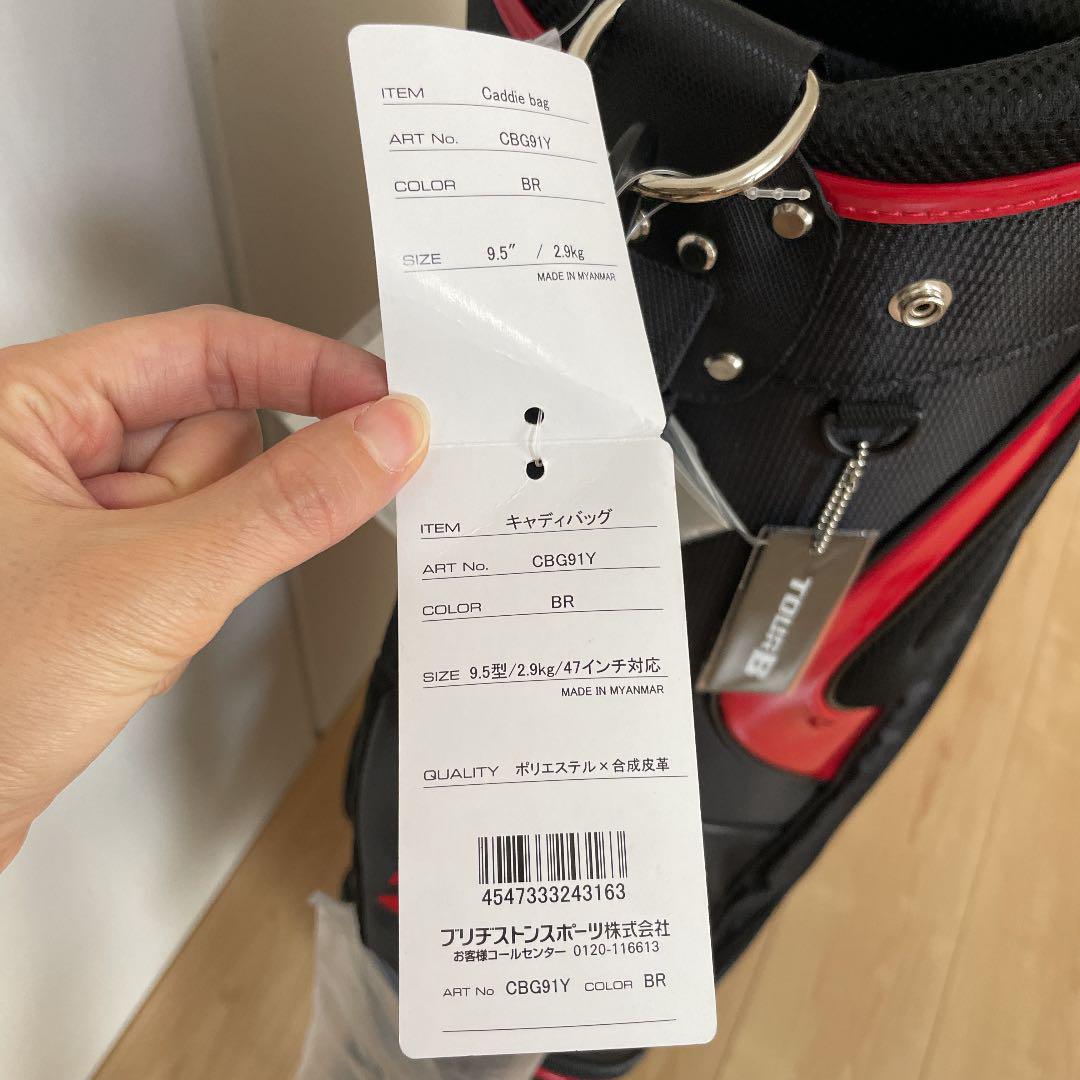 ITEM Caddie bag
ART No. CBG91Y
COLOR BR
SIZE 9.5″ / 2.9kg
MADE IN MYANMAR
ITEM キャディバッグ
ART No. CBG91Y
COLOR BR
SIZE 9.5型/2.9kg/47インチ対応
MADE IN MYANMAR
QUALITY ポリエステル×合成皮革
4547333243163
ブリヂストンスポーツ株式会社
お客様コールセンター 0120-116613
ART No CBG91Y COLOR BR
TOUR B